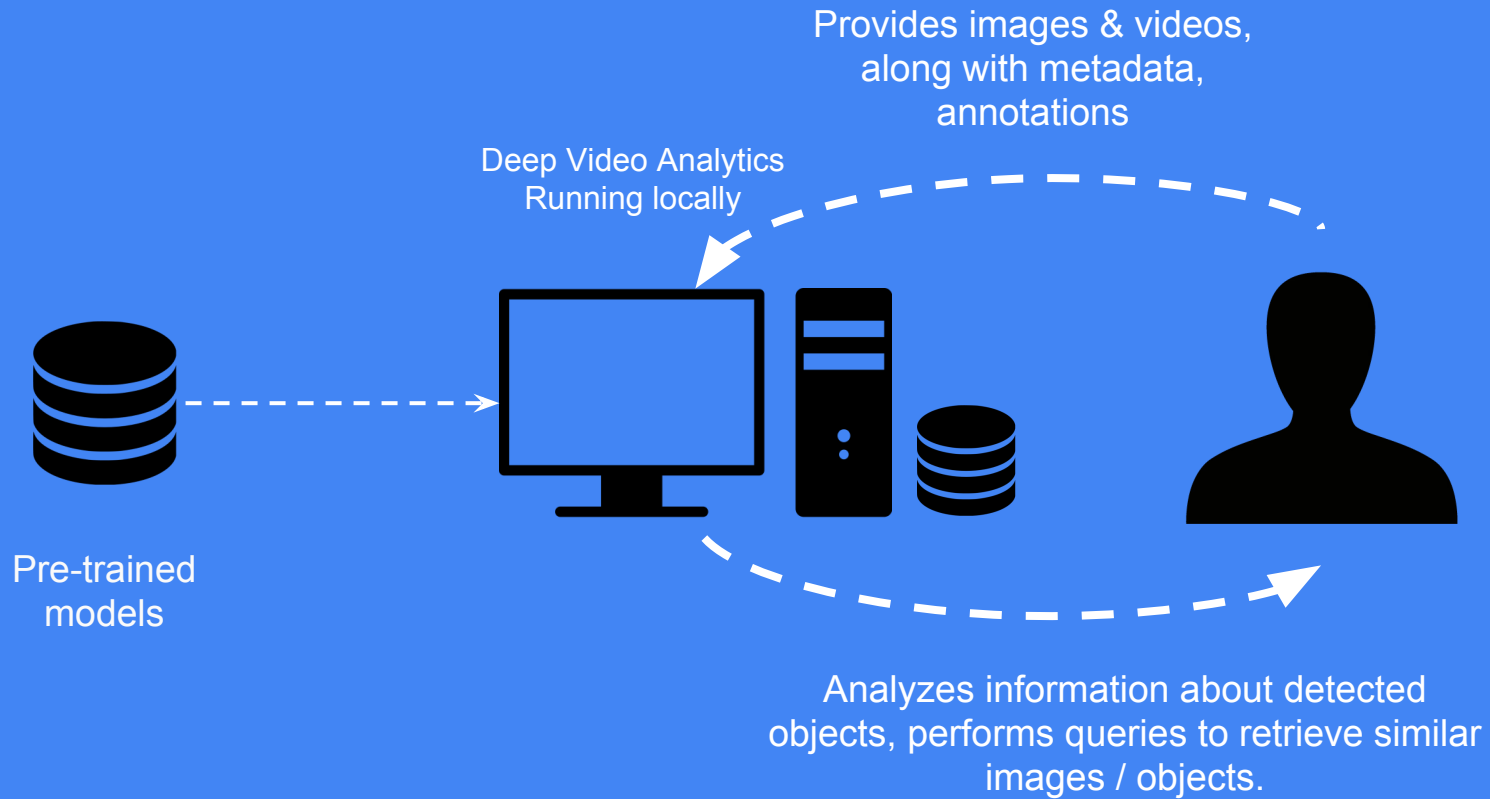 Provides images & videos,
along with metadata,
annotations
Deep Video Analytics
Running locally
Pre-trained
models
Analyzes information about detected
objects, performs queries to retrieve similar
images / objects.